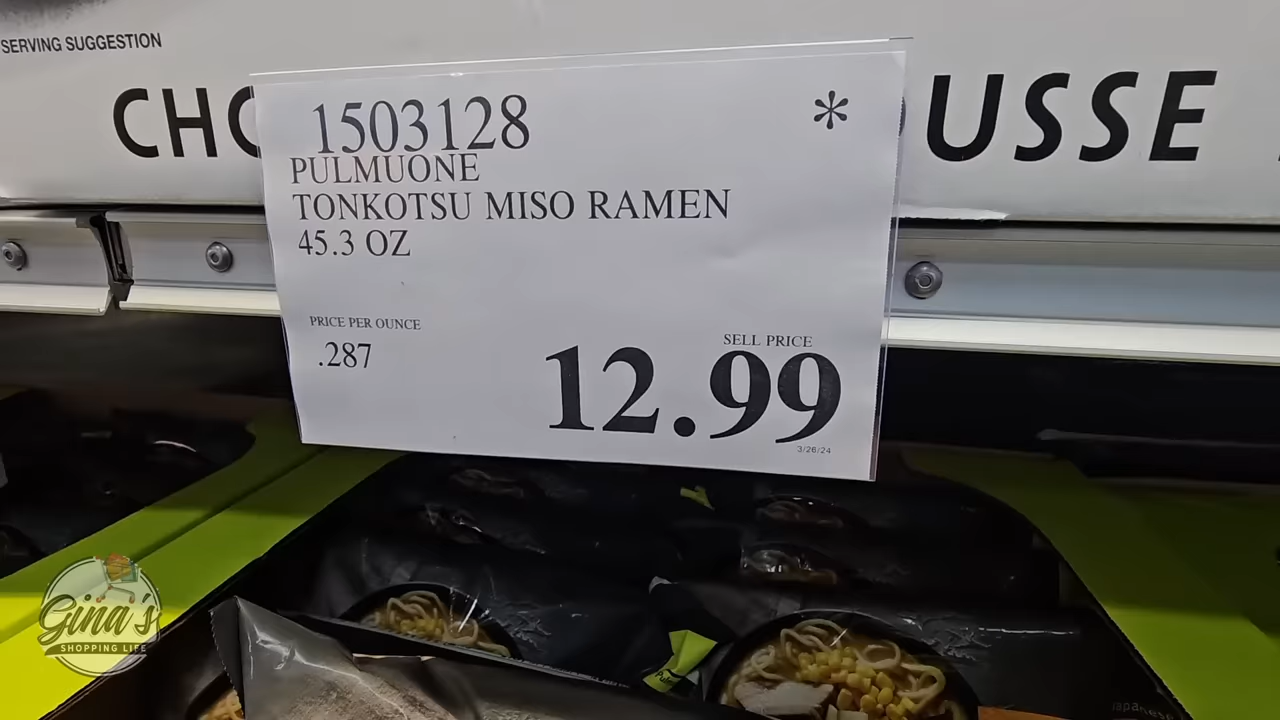 SERVING SUGGESTION
CHO
USSE
1503128
*
PULMUONE
TONKOTSU MISO RAMEN
45.3 OZ
PRICE PER OUNCE
.287
SELL PRICE
12.99
3/26/24
Gina's
SHOPPING LIFE
Japanese